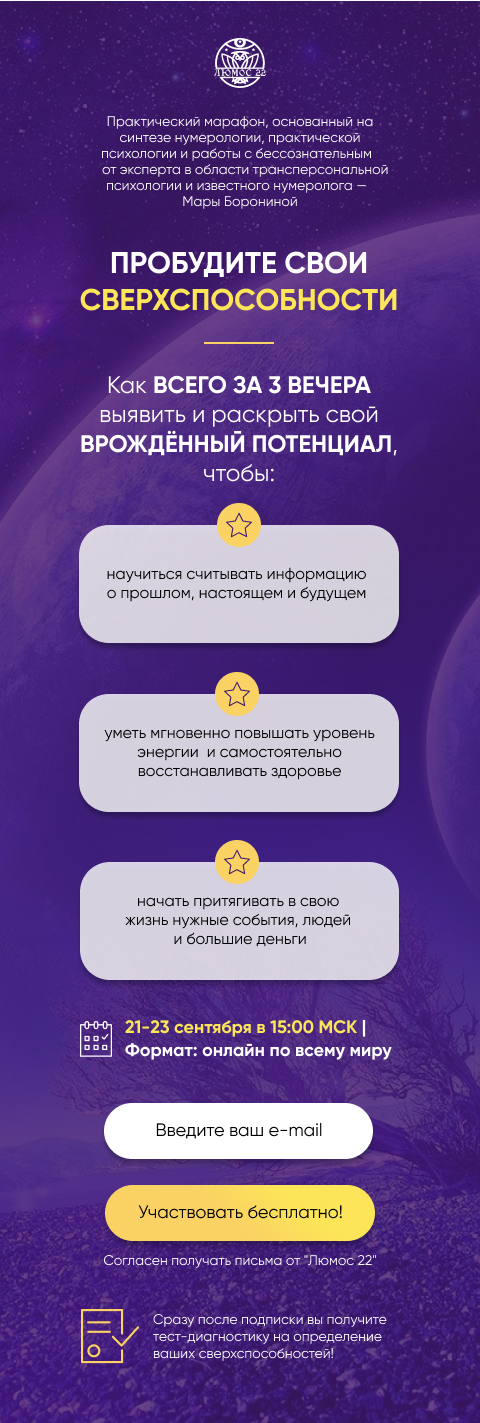 ЛЮМОС 22
Практический марафон, основанный на
синтезе нумерологии, практической
психологии и работы с бессознательным
от эксперта в области трансперсональной
психологии и известного нумеролога —
Мары Борониной
ПРОБУДИТЕ СВОИ
СВЕРХСПОСОБНОСТИ
Как ВСЕГО ЗА 3 ВЕЧЕРА
выявить и раскрыть свой
ВРОЖДЁННЫЙ ПОТЕНЦИАЛ,
чтобы:
научиться считывать информацию
о прошлом, настоящем и будущем
уметь мгновенно повышать уровень
энергии и самостоятельно
восстанавливать здоровье
начать притягивать в свою
жизнь нужные события, людей
и большие деньги
21-23 сентября в 15:00 МСК |
Формат: онлайн по всему миру
Введите ваш e-mail
Участвовать бесплатно!
Согласен получать письма от "Люмос 22"
Сразу после подписки вы получите
тест-диагностику на определение
ваших сверхспособностей!